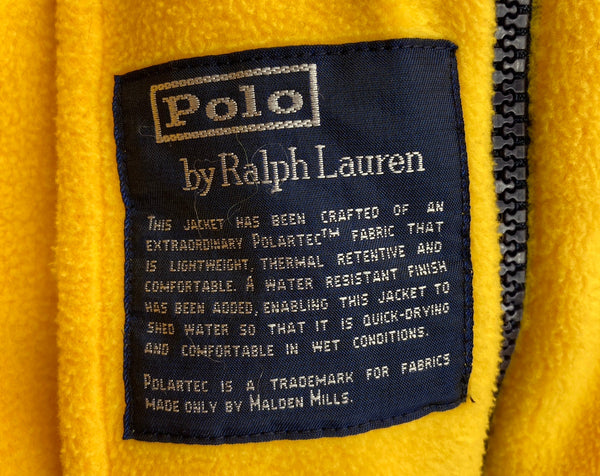 Polo
by Ralph Lauren
THIS JACKET HAS BEEN CRAFTED OF AN
EXTRAORDINARY POLARTEC™ FABRIC THAT
IS LIGHTWEIGHT, THERMAL RETENTIVE AND
COMFORTABLE. A WATER RESISTANT FINISH
HAS BEEN ADDED, ENABLING THIS JACKET TO
SHED WATER SO THAT IT IS QUICK-DRYING
AND COMFORTABLE IN WET CONDITIONS.
POLARTEC IS A TRADEMARK FOR FABRICS
MADE ONLY BY MALDEN MILLS.